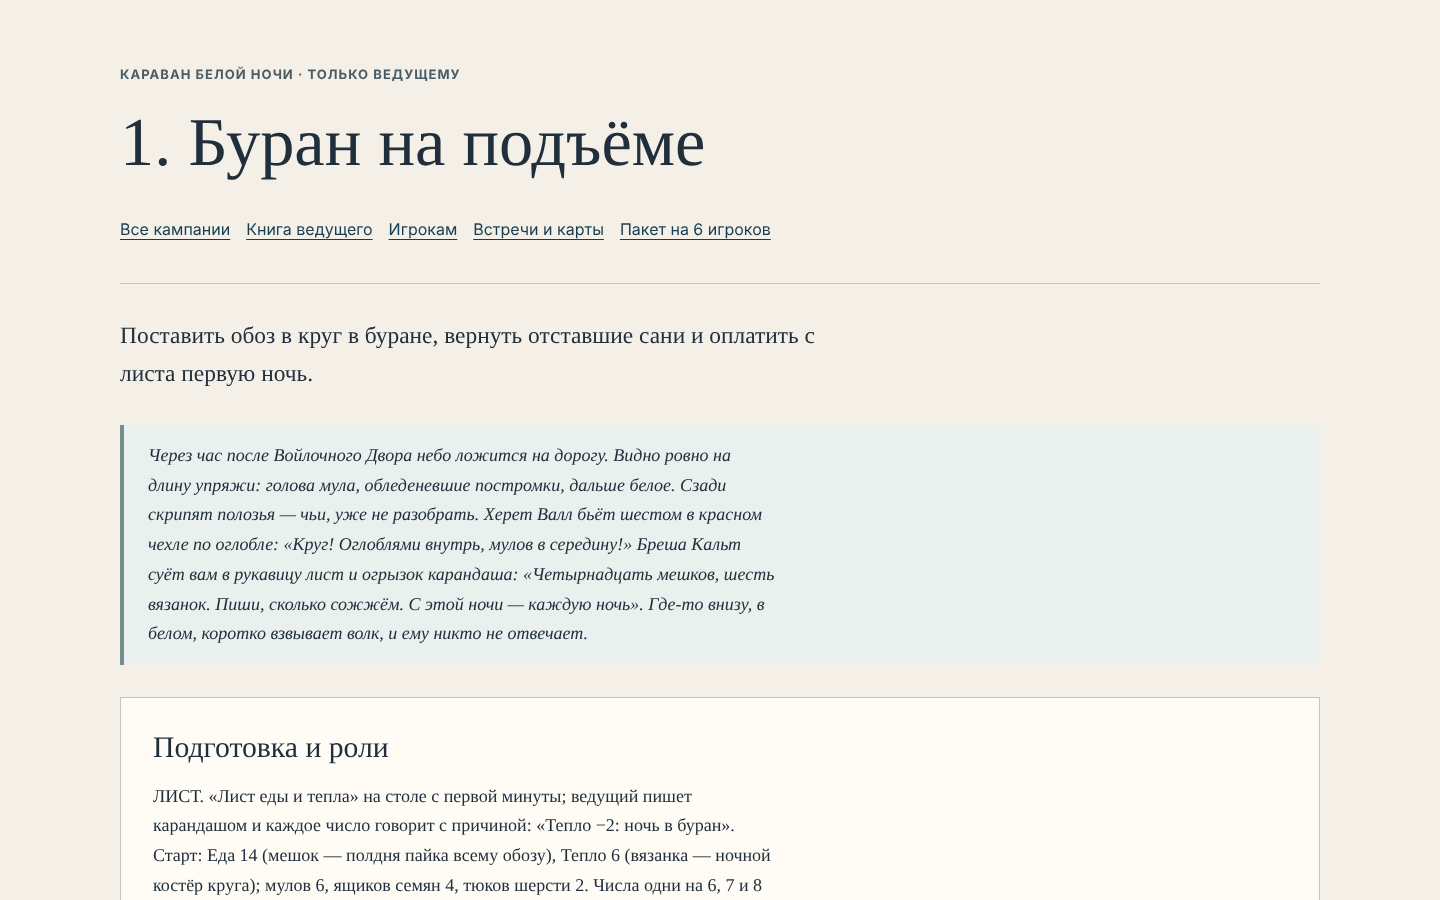 КАРАВАН БЕЛОЙ НОЧИ · ТОЛЬКО ВЕДУЩЕМУ
1. Буран на подъёме
Все кампании Книга ведущего Игрокам Встречи и карты Пакет на 6 игроков
Поставить обоз в круг в буране, вернуть отставшие сани и оплатить с
листа первую ночь.
Через час после Войлочного Двора небо ложится на дорогу. Видно ровно на
длину упряжи: голова мула, обледеневшие постромки, дальше белое. Сзади
скрипят полозья — чьи, уже не разобрать. Херет Валл бьёт шестом в красном
чехле по оглобле: «Круг! Оглоблями внутрь, мулов в середину!» Бреша Кальт
суёт вам в рукавицу лист и огрызок карандаша: «Четырнадцать мешков, шесть
вязанок. Пиши, сколько сожжём. С этой ночи — каждую ночь». Где-то внизу, в
белом, коротко взвывает волк, и ему никто не отвечает.
Подготовка и роли
ЛИСТ. «Лист еды и тепла» на столе с первой минуты; ведущий пишет
карандашом и каждое число говорит с причиной: «Тепло −2: ночь в буран».
Старт: Еда 14 (мешок — полдня пайка всему обозу), Тепло 6 (вязанка — ночной
костёр круга); мулов 6, ящиков семян 4, тюков шерсти 2. Числа одни на 6, 7 и 8